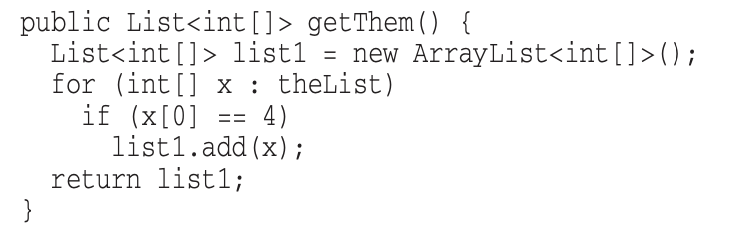 public List<int[]> getThem() {
  List<int[]> list1 = new ArrayList<int[]>();
  for (int[] x : theList)
    if (x[0] == 4)
      list1.add(x);
  return list1;
}